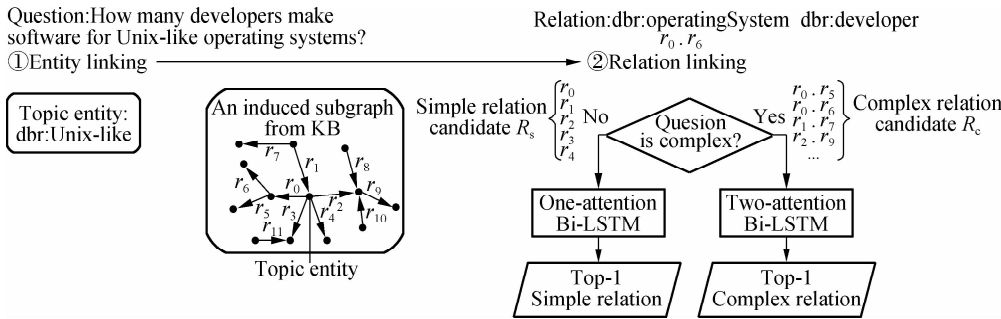 Question:How many developers make
software for Unix-like operating systems?
①Entity linking
Relation:dbr:operatingSystem dbr:developer
r0 . r6
②Relation linking
Topic entity:
dbr:Unix-like
An induced subgraph
from KB
r7
r1
r8
r6
r0
r2
r9
r5
r3
r4
r10
r11
Topic entity
Simple relation
candidate Rs
r0
r1
r2
r3
r4
No
Quesion
is complex?
Yes
r0 . r5
r0 . r6
r1 . r7
r2 . r9
...
Complex relation
candidate Rc
One-attention
Bi-LSTM
Two-attention
Bi-LSTM
Top-1
Simple relation
Top-1
Complex relation